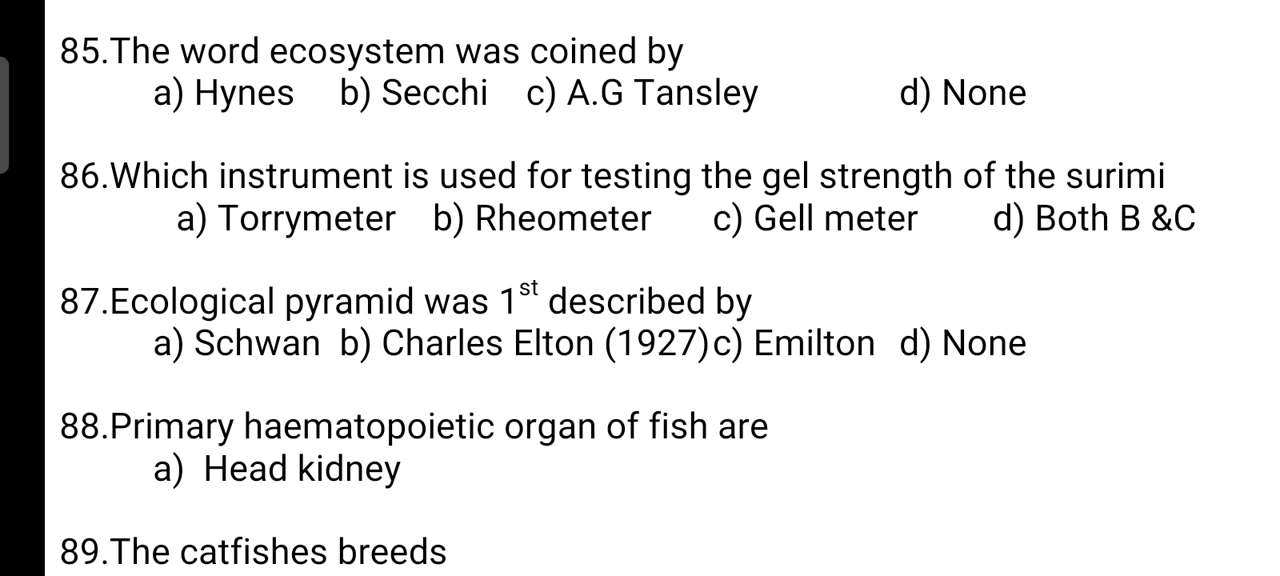 85.The word ecosystem was coined by
a) Hynes b) Secchi c) A.G Tansley d) None
86.Which instrument is used for testing the gel strength of the surimi
a) Torrymeter b) Rheometer c) Gell meter d) Both B &C
87.Ecological pyramid was 1st described by
a) Schwan b) Charles Elton (1927)c) Emilton d) None
88.Primary haematopoietic organ of fish are
a) Head kidney
89.The catfishes breeds